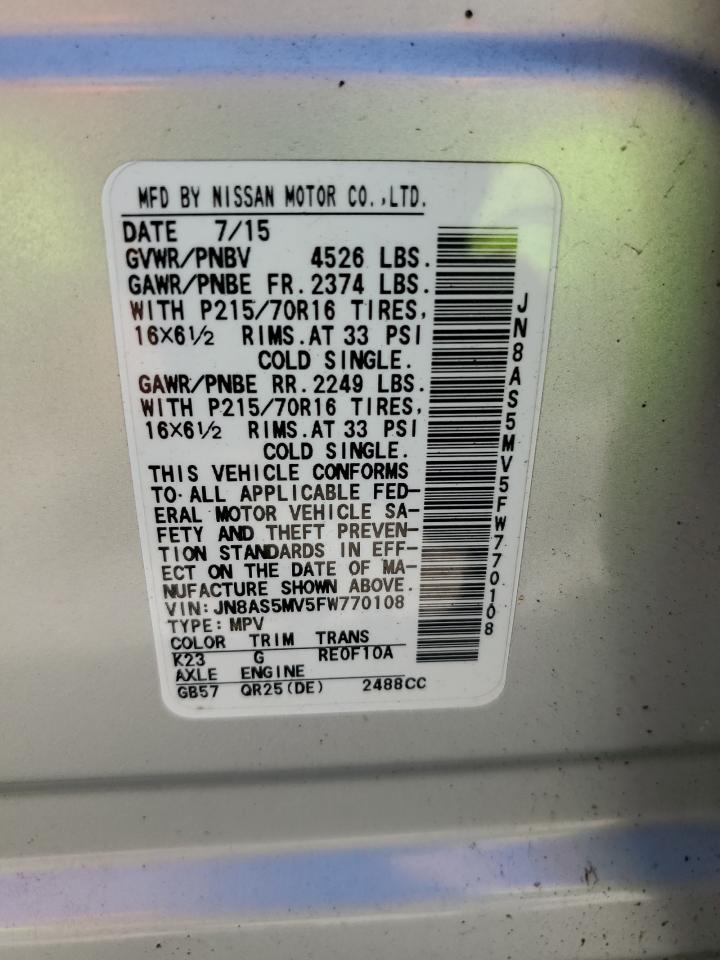 MFD BY NISSAN MOTOR CO.,LTD.
DATE 7/15
GVWR/PNBV 4526 LBS.
GAWR/PNBE FR.2374 LBS.
WITH P215/70R16 TIRES,
16X6½ RIMS.AT 33 PSI
COLD SINGLE.
GAWR/PNBE RR.2249 LBS.
WITH P215/70R16 TIRES,
16X6½ RIMS.AT 33 PSI
COLD SINGLE.
THIS VEHICLE CONFORMS
TO ALL APPLICABLE FED-
ERAL MOTOR VEHICLE SA-
FETY AND THEFT PREVEN-
TION STANDARDS IN EFF-
ECT ON THE DATE OF MA-
NUFACTURE SHOWN ABOVE.
VIN:JN8AS5MV5FW770108
TYPE:MPV
COLOR TRIM TRANS
K23 G RE0F10A
AXLE ENGINE
GB57 QR25(DE) 2488CC
JN8AS5MV5FW770108